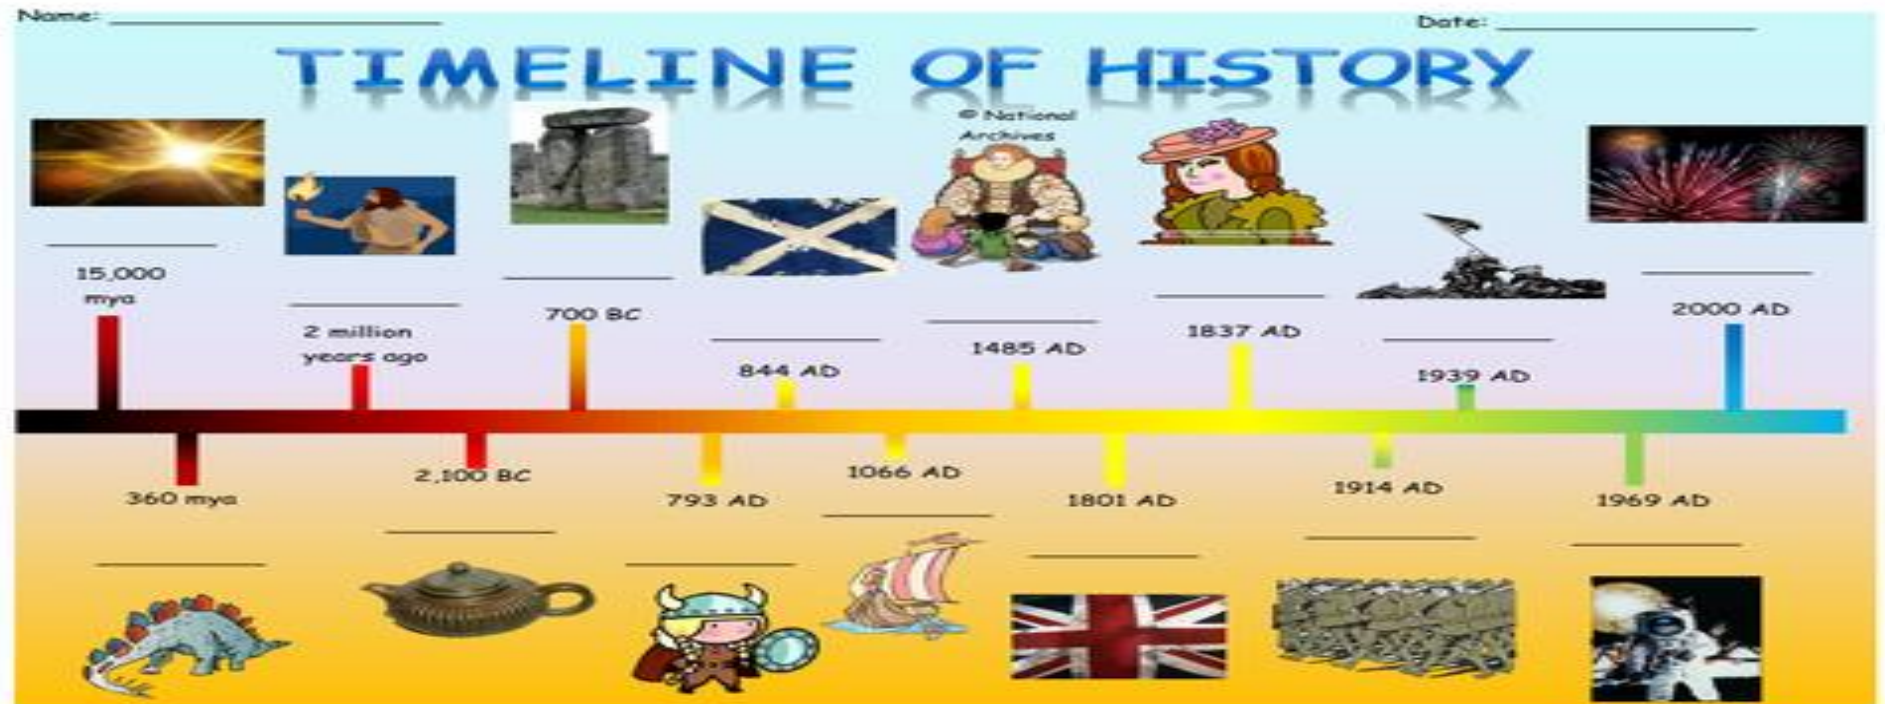 Name:
Date:
TIMELINE OF HISTORY
© National
Archives
15,000
mya
2 million
years ago
700 BC
844 AD
1485 AD
1837 AD
1939 AD
2000 AD
360 mya
2,100 BC
793 AD
1066 AD
1801 AD
1914 AD
1969 AD